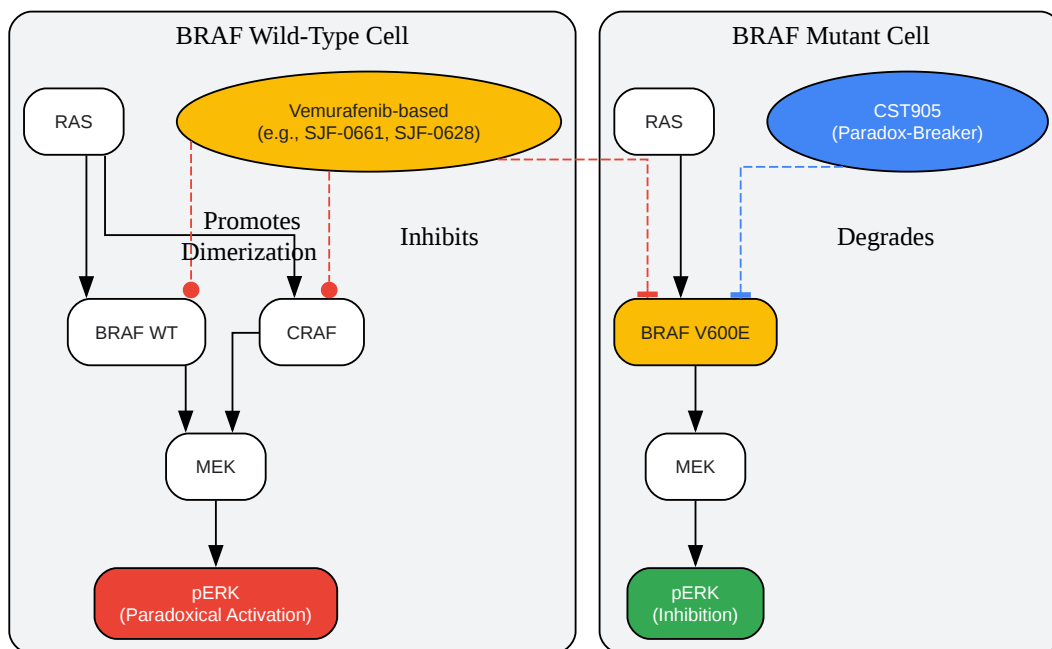 BRAF Wild-Type Cell
RAS
Vemurafenib-based
(e.g., SJF-0661, SJF-0628)
Promotes
Dimerization
Inhibits
BRAF WT
CRAF
MEK
pERK
(Paradoxical Activation)
BRAF Mutant Cell
RAS
CST905
(Paradox-Breaker)
Degrades
BRAF V600E
MEK
pERK
(Inhibition)